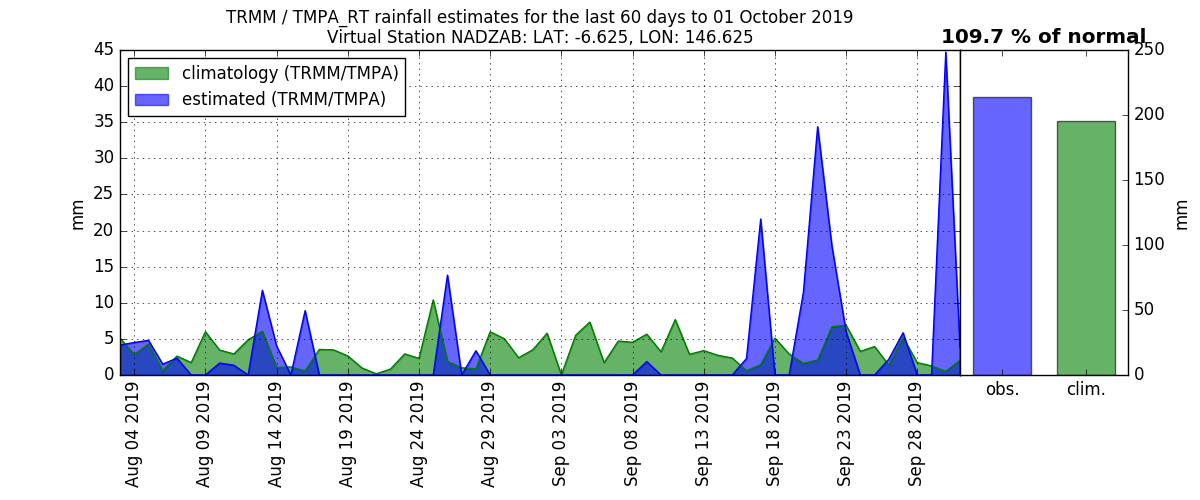 TRMM / TMPA_RT rainfall estimates for the last 60 days to 01 October 2019
Virtual Station NADZAB: LAT: -6.625, LON: 146.625
109.7 % of normal
climatology (TRMM/TMPA)
estimated (TRMM/TMPA)
mm
45
40
35
30
25
20
15
10
5
0
Aug 04 2019
Aug 09 2019
Aug 14 2019
Aug 19 2019
Aug 24 2019
Aug 29 2019
Sep 03 2019
Sep 08 2019
Sep 13 2019
Sep 18 2019
Sep 23 2019
Sep 28 2019
250
200
150
100
50
0
mm
obs.
clim.